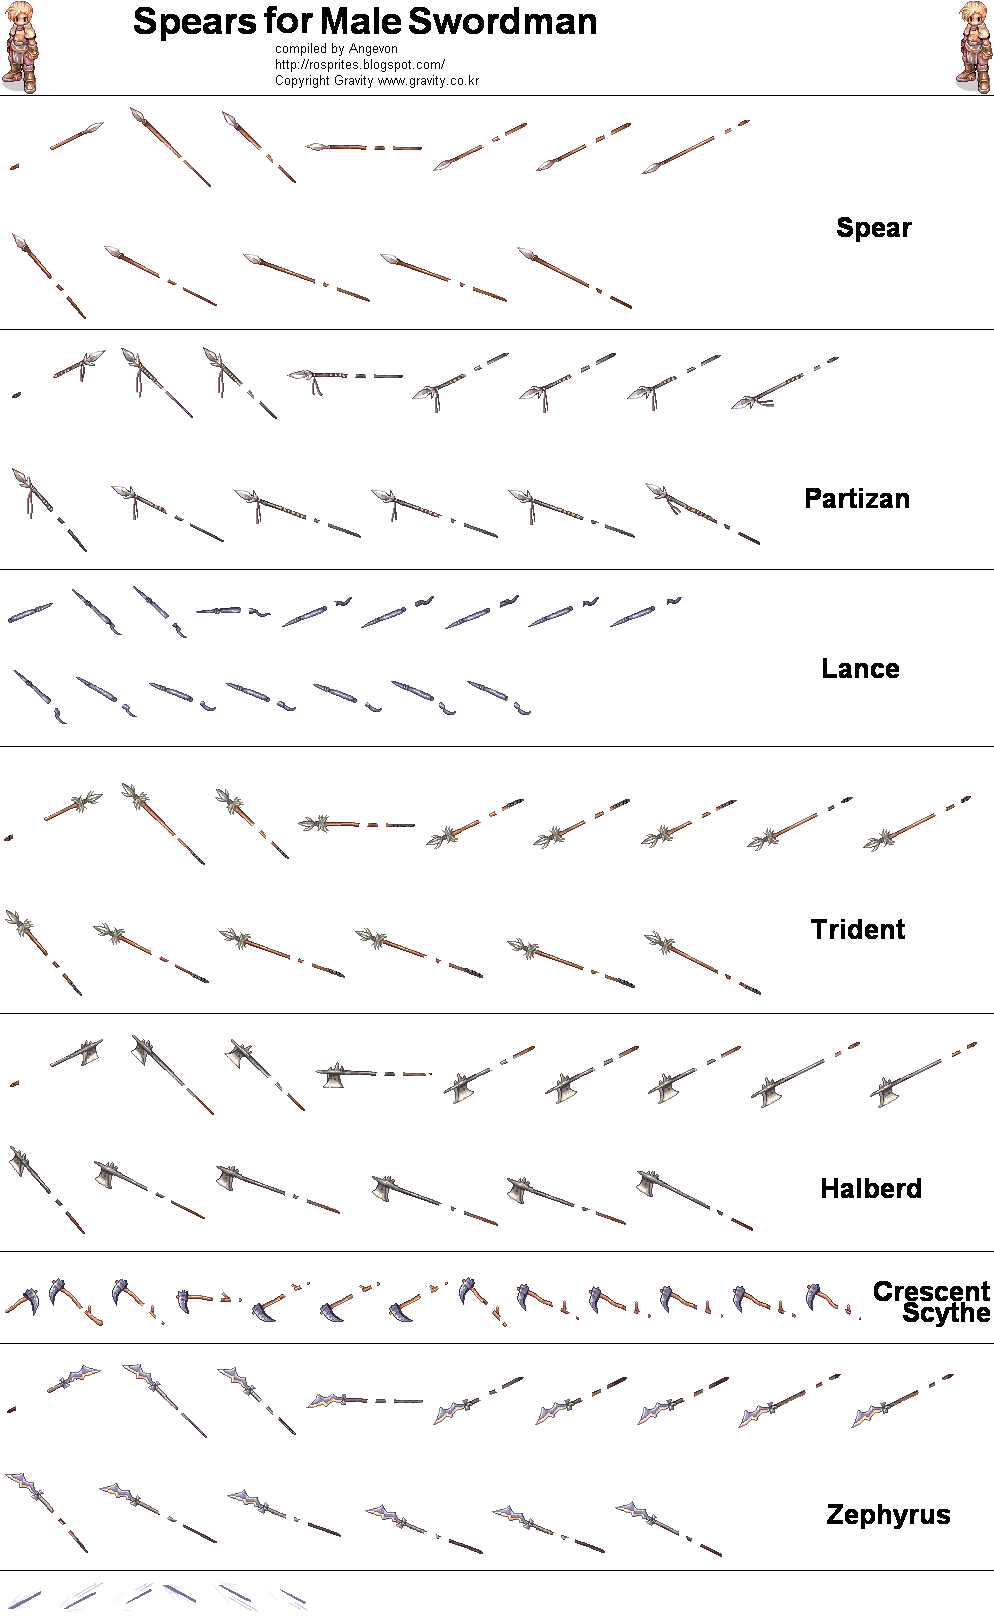 Spears for Male Swordman
compiled by Angevon
http://rosprites.blogspot.com/
Copyright Gravity www.gravity.co.kr
Spear
Partizan
Lance
Trident
Halberd
Crescent
Scythe
Zephyrus